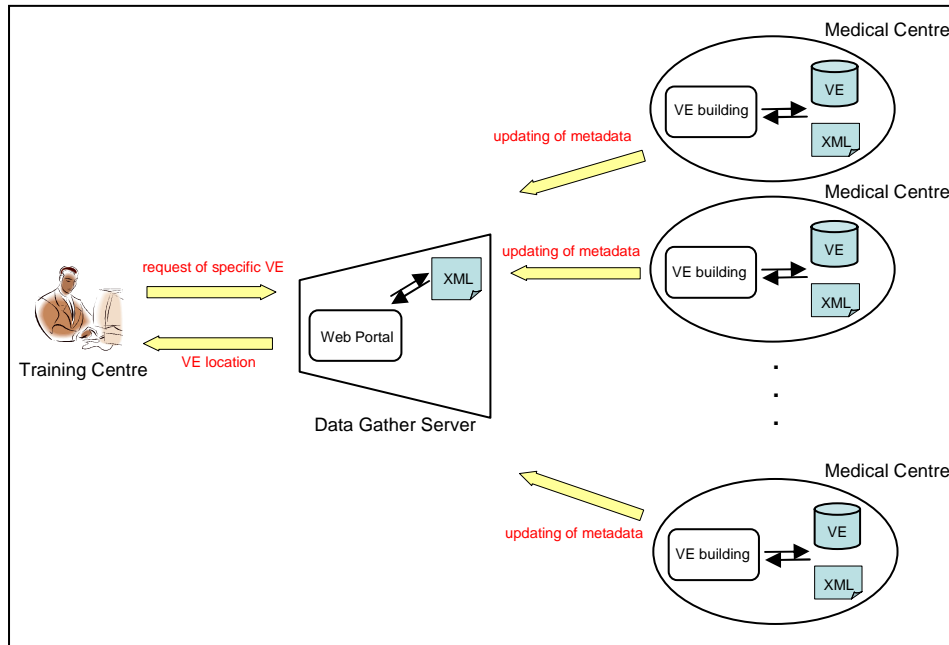 Medical Centre
VE building
VE
XML
updating of metadata
Medical Centre
VE building
VE
XML
updating of metadata
request of specific VE
XML
Web Portal
VE location
Training Centre
Data Gather Server
.
.
.
Medical Centre
VE building
VE
XML
updating of metadata